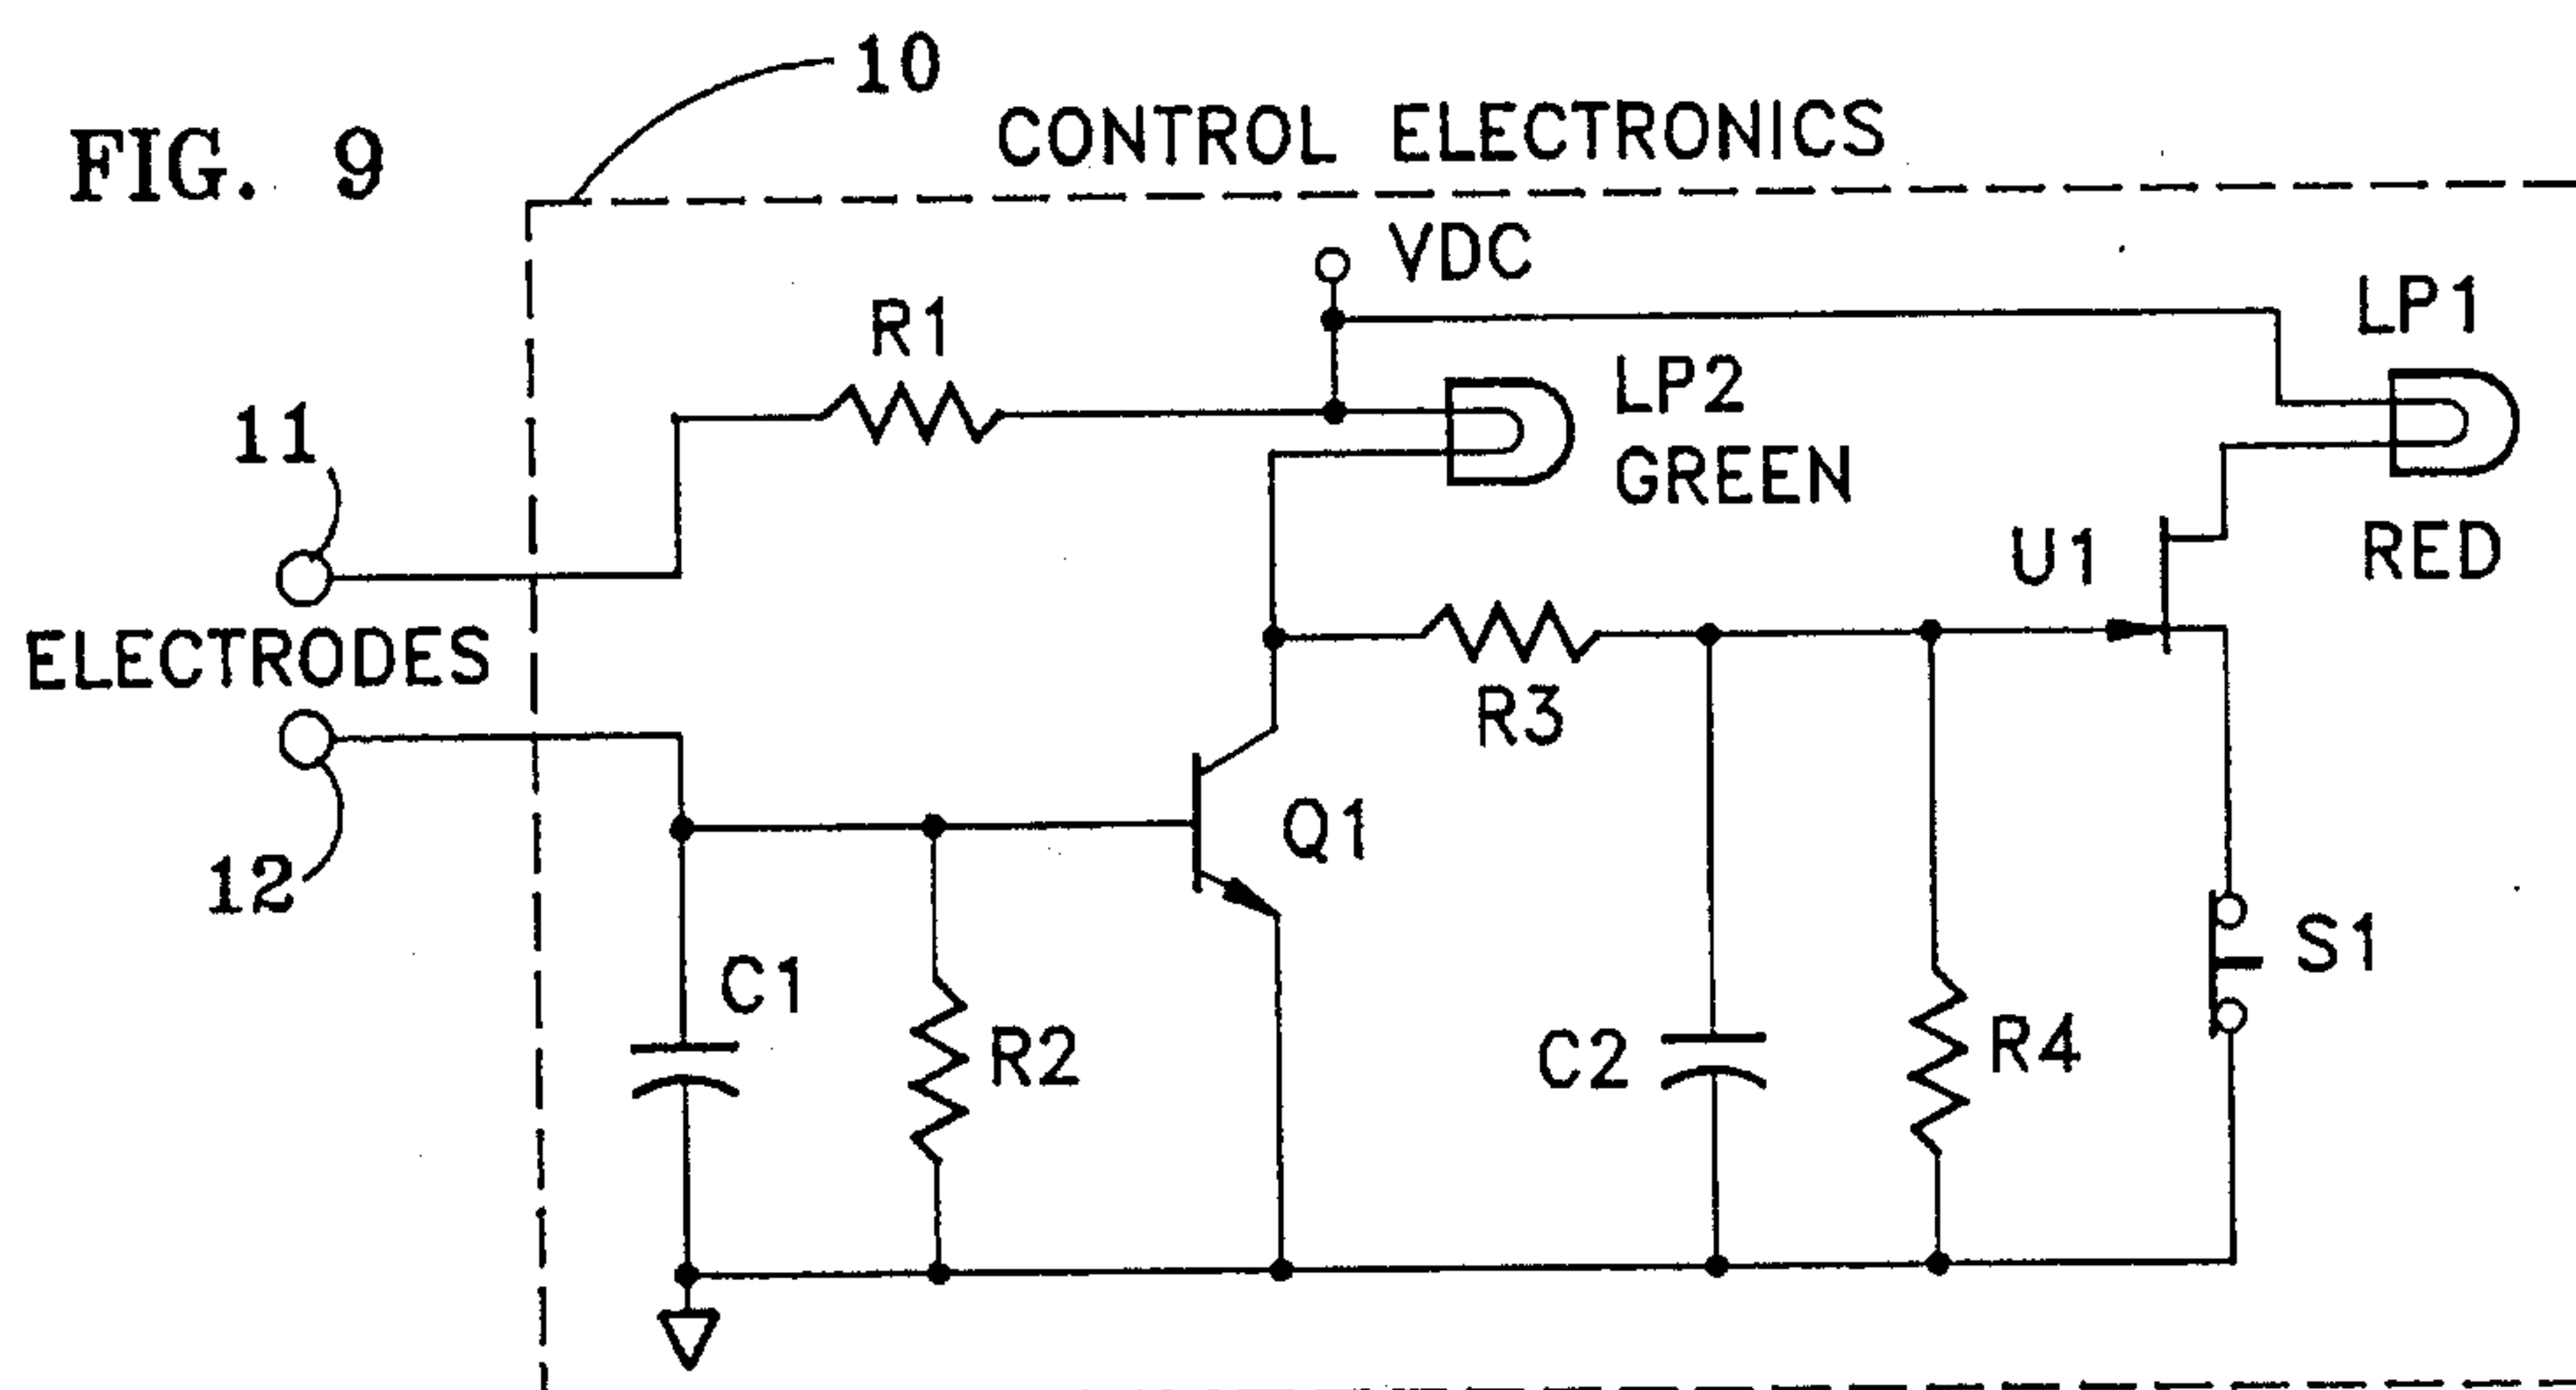 FIG. 9
10
CONTROL ELECTRONICS
VDC
R1
LP1
LP2
GREEN
11
U1
RED
ELECTRODES
R3
Q1
12
S1
C1
R2
C2
R4